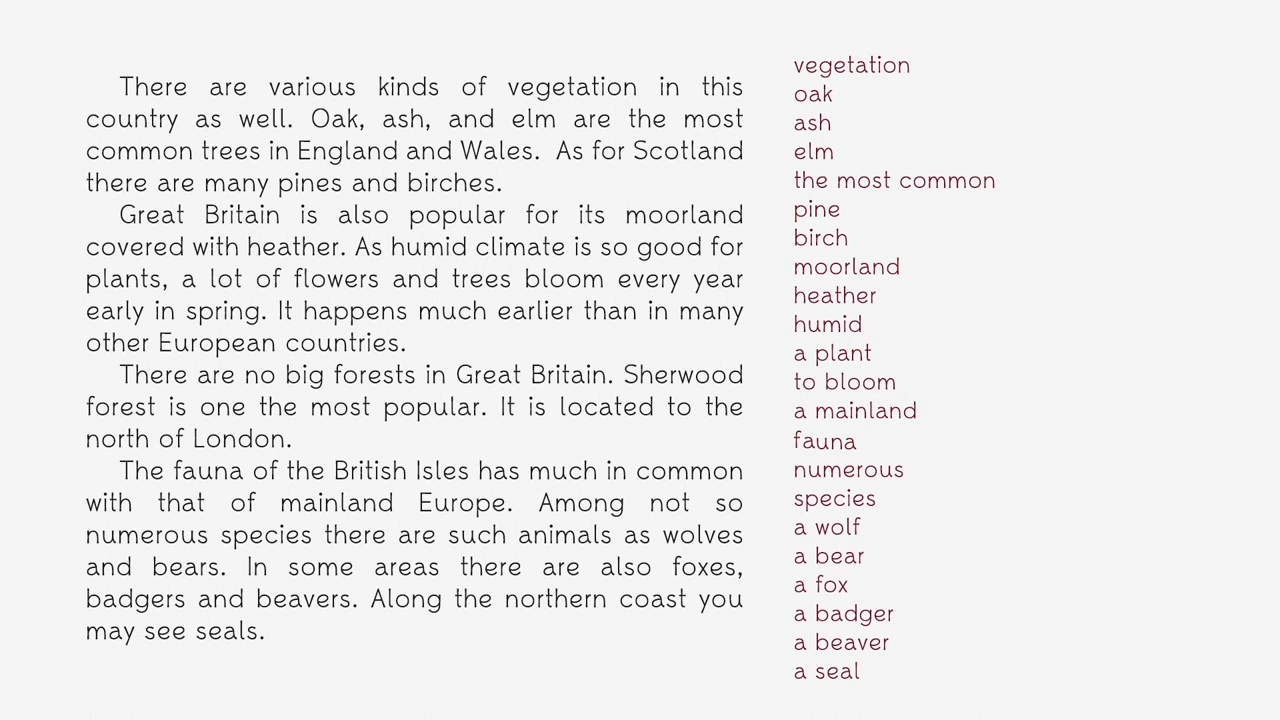 There are various kinds of vegetation in this
country as well. Oak, ash, and elm are the most
common trees in England and Wales. As for Scotland
there are many pines and birches.
Great Britain is also popular for its moorland
covered with heather. As humid climate is so good for
plants, a lot of flowers and trees bloom every year
early in spring. It happens much earlier than in many
other European countries.
There are no big forests in Great Britain. Sherwood
forest is one the most popular. It is located to the
north of London.
The fauna of the British Isles has much in common
with that of mainland Europe. Among not so
numerous species there are such animals as wolves
and bears. In some areas there are also foxes,
badgers and beavers. Along the northern coast you
may see seals.
vegetation
oak
ash
elm
the most common
pine
birch
moorland
heather
humid
a plant
to bloom
a mainland
fauna
numerous
species
a wolf
a bear
a fox
a badger
a beaver
a seal